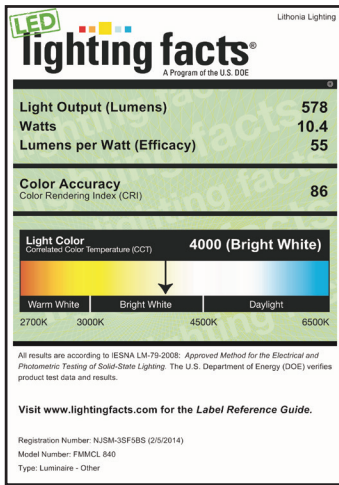 LED
Lithonia Lighting
lighting facts®
A Program of the U.S. DOE
Light Output (Lumens) 578
Watts 10.4
Lumens per Watt (Efficacy) 55
Color Accuracy
Color Rendering Index (CRI) 86
Light Color
Correlated Color Temperature (CCT) 4000 (Bright White)
Warm White Bright White Daylight
2700K 3000K 4500K 6500K
All results are according to IESNA LM-79-2008: Approved Method for the Electrical and
Photometric Testing of Solid-State Lighting. The U.S. Department of Energy (DOE) verifies
product test data and results.
Visit www.lightingfacts.com for the Label Reference Guide.
Registration Number: NJSM-3SF5BS (2/5/2014)
Model Number: FMMCL 840
Type: Luminaire - Other